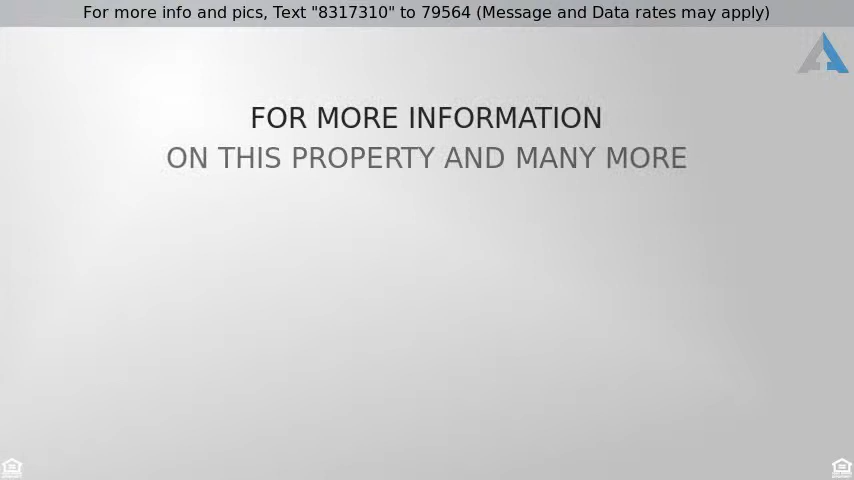 For more info and pics, Text "8317310" to 79564 (Message and Data rates may apply)
FOR MORE INFORMATION
ON THIS PROPERTY AND MANY MORE